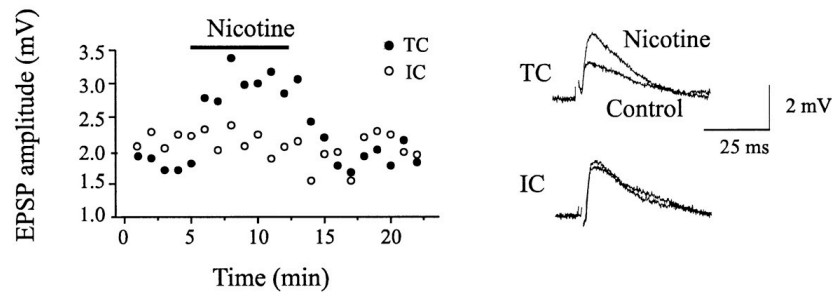 Nicotine
EPSP amplitude (mV)
3.5
3.0
2.5
2.0
1.5
1.0
0
5
10
15
20
Time (min)
TC
IC
TC
Nicotine
Control
2 mV
25 ms
IC